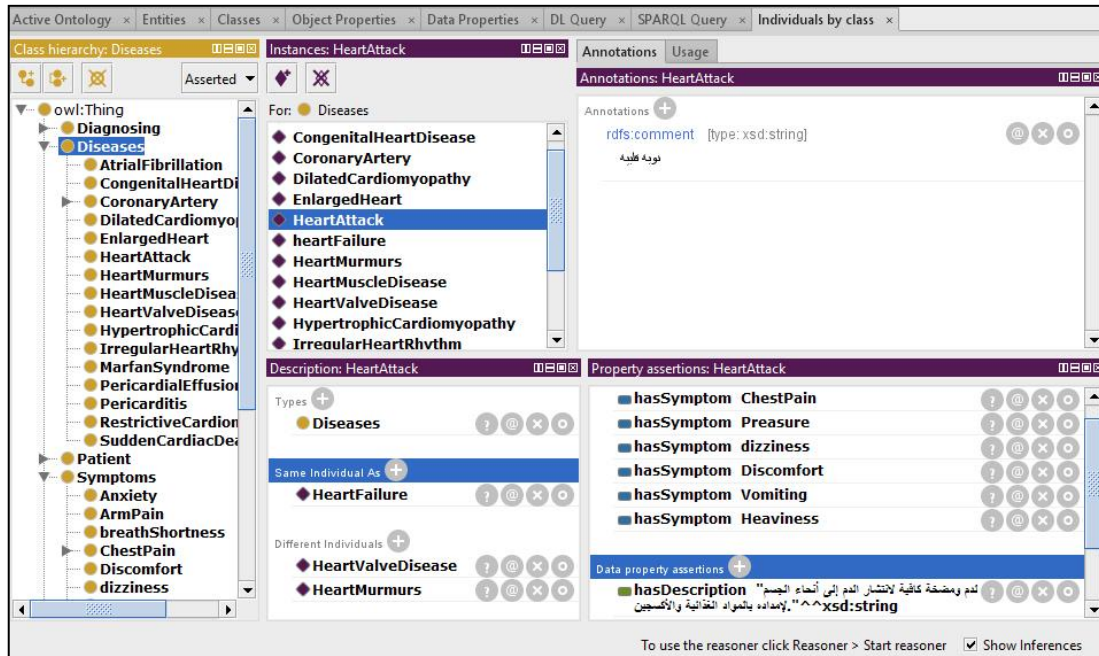 Active Ontology × Entities × Classes × Object Properties × Data Properties × DL Query × SPARQL Query × Individuals by class ×
Class hierarchy: Diseases
Asserted
owl:Thing
Diagnosing
Diseases
AtrialFibrillation
CongenitalHeartDi
CoronaryArtery
DilatedCardiomyo
EnlargedHeart
HeartAttack
HeartMurmurs
HeartMuscleDisea
HeartValveDiseas
HypertrophicCardi
IrregularHeartRhy
MarfanSyndrome
PericardialEffusio
Pericarditis
RestrictiveCardion
SuddenCardiacDea
Patient
Symptoms
Anxiety
ArmPain
breathShortness
ChestPain
Discomfort
dizziness
Instances: HeartAttack
For: Diseases
CongenitalHeartDisease
CoronaryArtery
DilatedCardiomyopathy
EnlargedHeart
HeartAttack
heartFailure
HeartMurmurs
HeartMuscleDisease
HeartValveDisease
HypertrophicCardiomyopathy
IrregularHeartRhythm
Annotations Usage
Annotations: HeartAttack
Annotations
rdfs:comment [type: xsd:string]
نوبه قلبيه
Description: HeartAttack
Types
Diseases
Same Individual As
HeartFailure
Different Individuals
HeartValveDisease
HeartMurmurs
Property assertions: HeartAttack
hasSymptom ChestPain
hasSymptom Preasure
hasSymptom dizziness
hasSymptom Discomfort
hasSymptom Vomiting
hasSymptom Heaviness
Data property assertions
hasDescription "لدم ومضخة كافية لانتشار الدم إلى أنحاء الجسم
لإمداده بالمواد الغذائية والأكسجين."^^xsd:string
To use the reasoner click Reasoner > Start reasoner Show Inferences